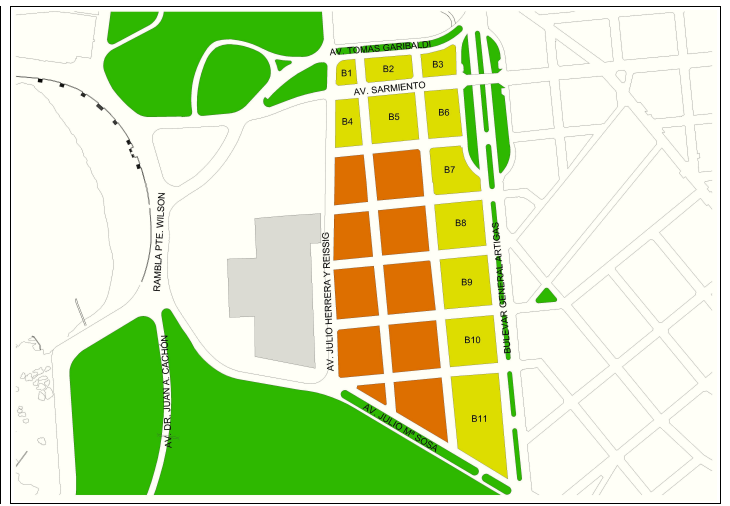 AV. TOMAS GARIBALDI
B1
B2
B3
AV. SARMIENTO
B4
B5
B6
B7
B8
B9
B10
B11
RAMBLA PTE. WILSON
AV. JULIO HERRERA Y REISSIG
BULEVAR GENERAL ARTIGAS
AV. DR. JUAN A. CACHÓN
AV. JULIO Mª SOSA